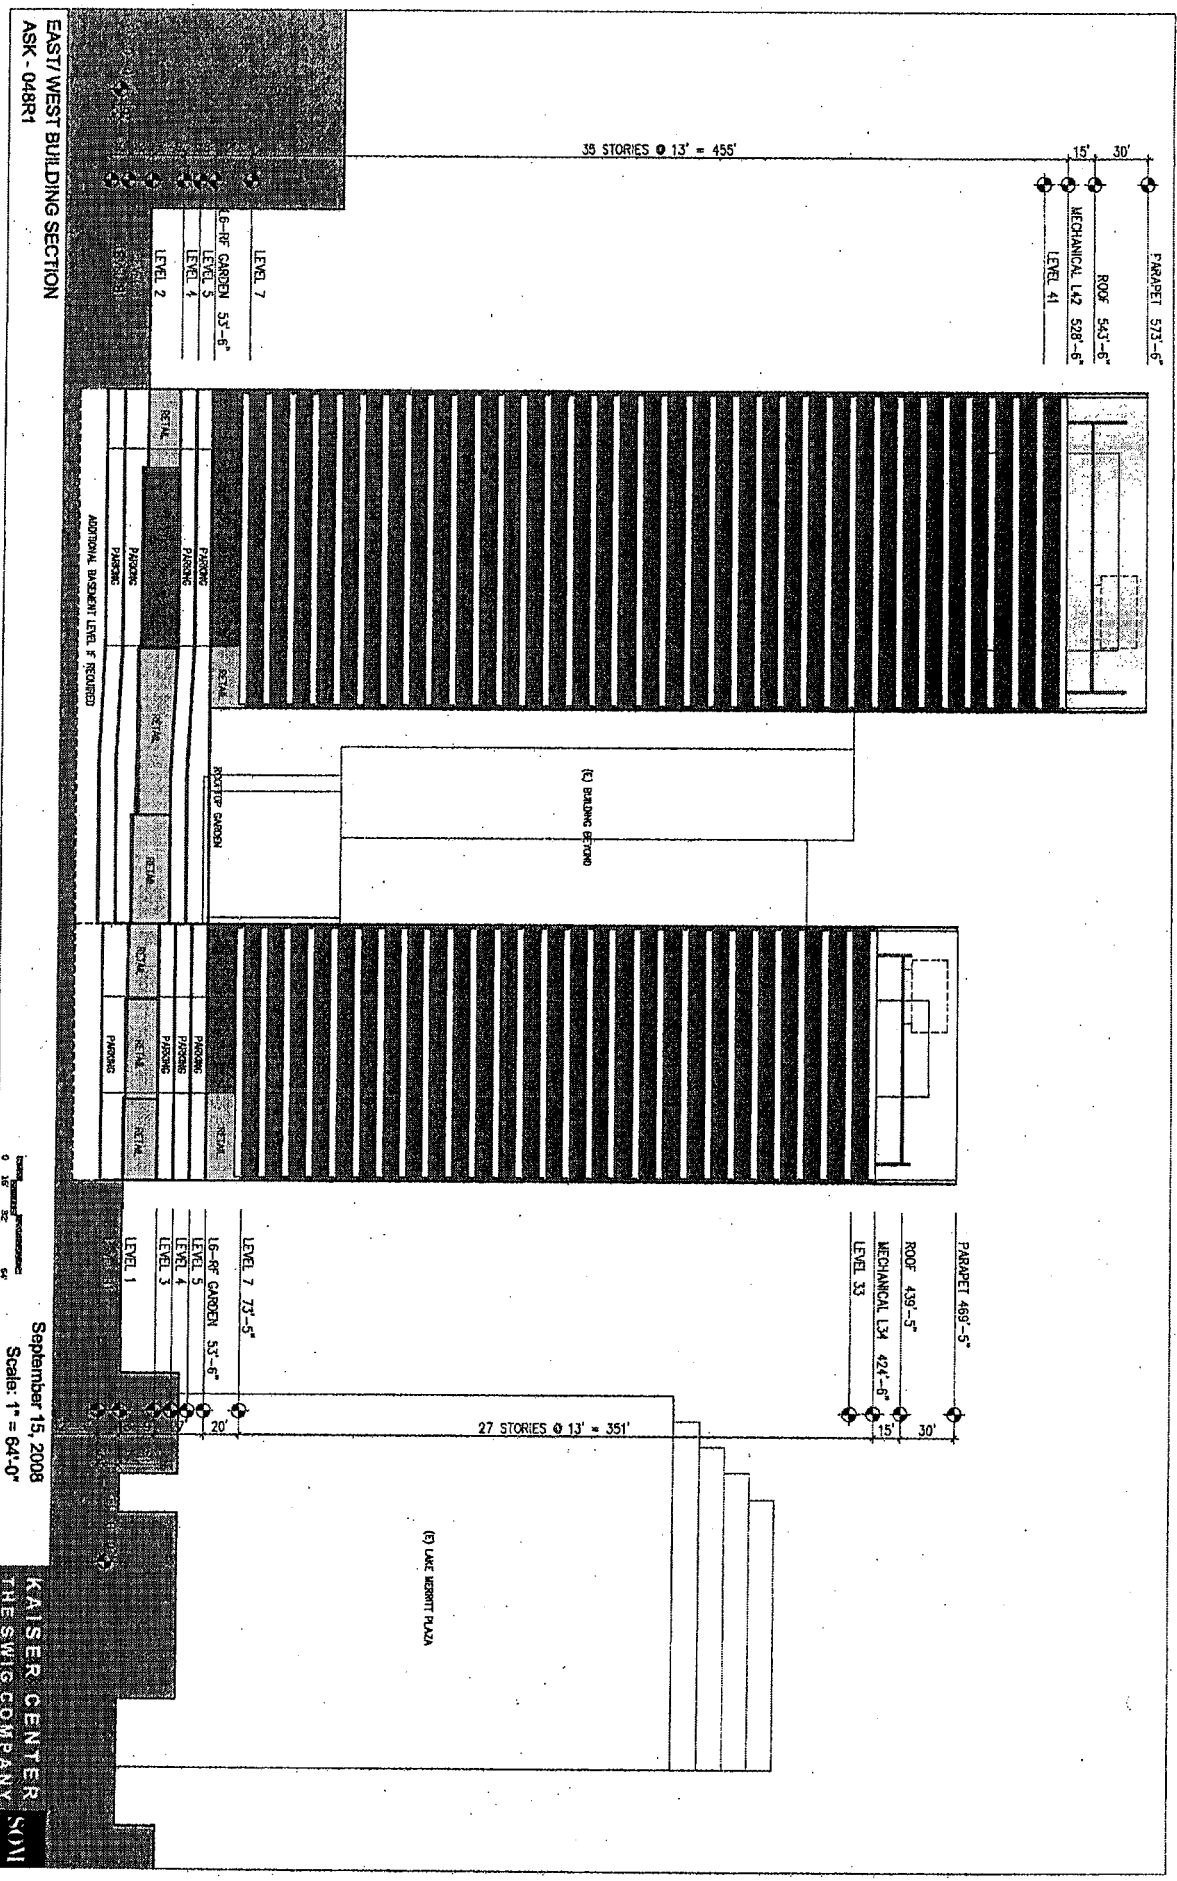 PARAPET 573'-6"
ROOF 543'-6"
MECHANICAL L42 528'-6"
LEVEL 41
30'
15'
35 STORIES @ 13' = 455'
LEVEL 7
L6-RF GARDEN 53'-6"
LEVEL 5
LEVEL 4
LEVEL 2
RETAIL
PARKING
PARKING
PARKING
PARKING
ADDITIONAL BASEMENT LEVEL IF REQUIRED
RETAIL
RETAIL
RETAIL
ROOFTOP GARDEN
(E) BUILDING BEYOND
RETAIL
RETAIL
RETAIL
RETAIL
PARKING
PARKING
PARKING
PARKING
PARAPET 469'-5"
ROOF 439'-5"
MECHANICAL L34 424'-6"
LEVEL 33
30'
15'
27 STORIES @ 13' = 351'
20'
LEVEL 7 73'-5"
L6-RF GARDEN 53'-6"
LEVEL 5
LEVEL 4
LEVEL 3
LEVEL 1
(E) LAKE MERRITT PLAZA
EAST/ WEST BUILDING SECTION
ASK - 048R1
0 16' 32' 64'
September 15, 2008
Scale: 1" = 64'-0"
KAISER CENTER
THE SWIG COMPANY
SOM